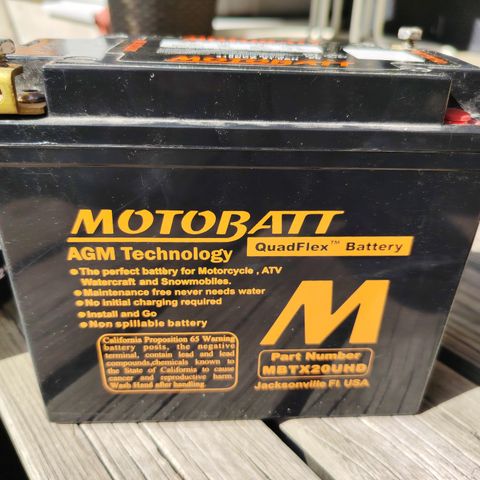 MOTOBATT
MOTOBATT
QuadFlex™ Battery
AGM Technology
The perfect battery for Motorcycle , ATV
Watercraft and Snowmobiles.
Maintenance free never needs water
No initial charging required
Install and Go
Non spillable battery
California Proposition 65 Warning
battery posts, the negative
terminal, contain lead and lead
compounds,chemicals known to
the State of California to cause
cancer and reproductive harm.
Wash Hand after handling.
M
Part Number
MBTX20UHD
Jacksonville Fl USA